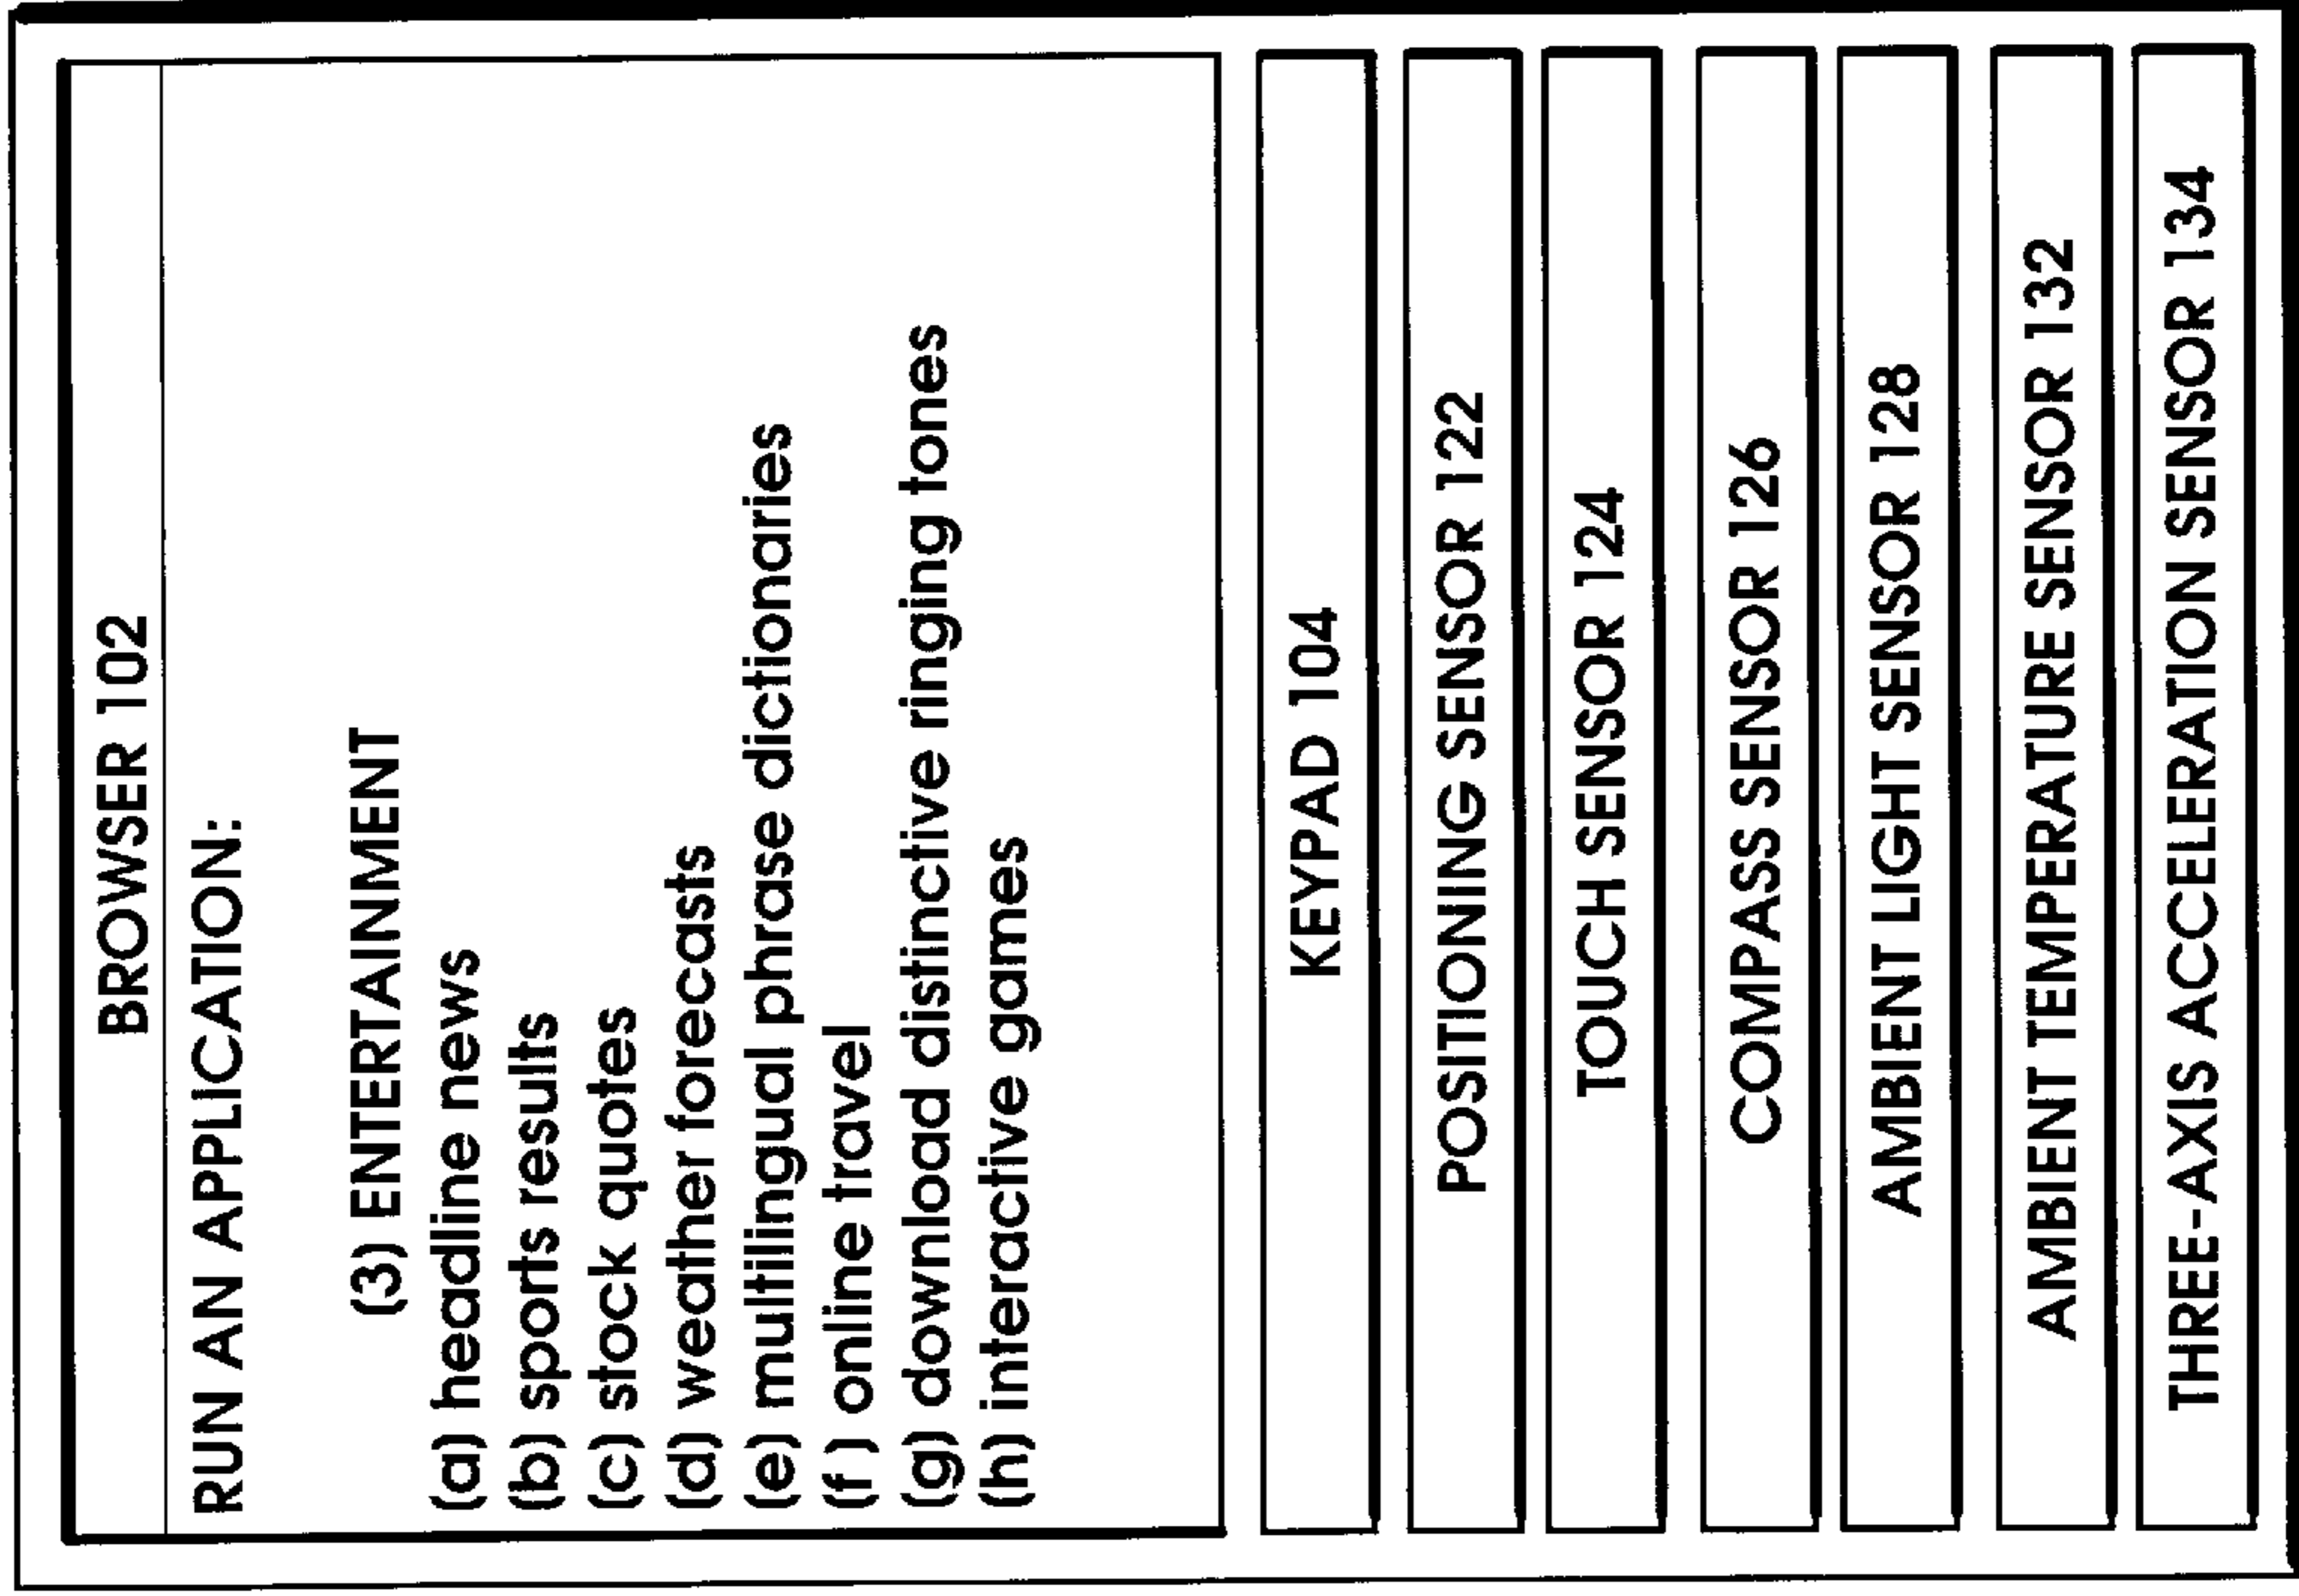 BROWSER 102
RUN AN APPLICATION:
(3) ENTERTAINMENT
(a) headline news
(b) sports results
(c) stock quotes
(d) weather forecasts
(e) multilingual phrase dictionaries
(f) online travel
(g) download distinctive ringing tones
(h) interactive games
KEYPAD 104
POSITIONING SENSOR 122
TOUCH SENSOR 124
COMPASS SENSOR 126
AMBIENT LIGHT SENSOR 128
AMBIENT TEMPERATURE SENSOR 132
THREE-AXIS ACCELERATION SENSOR 134